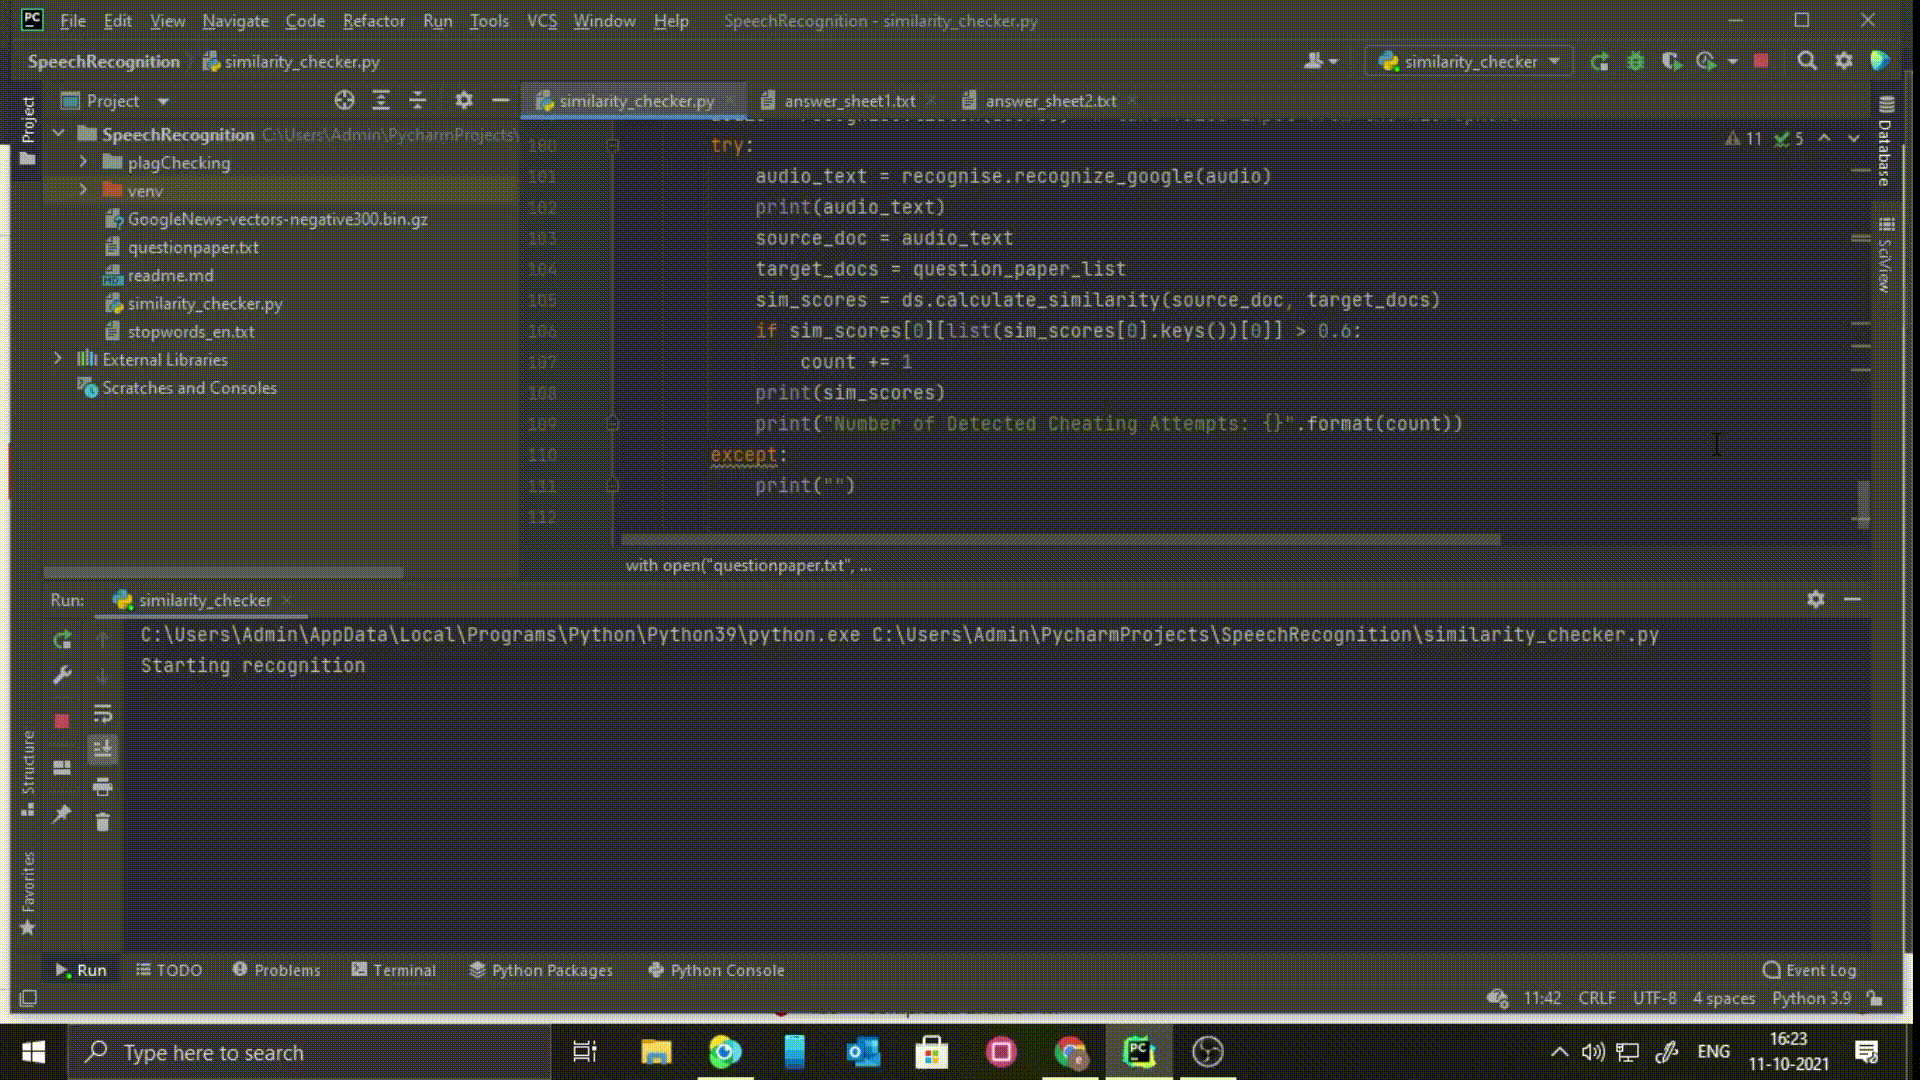 File Edit View Navigate Code Refactor Run Tools VCS Window Help SpeechRecognition - similarity_checker.py
SpeechRecognition similarity_checker.py similarity_checker
Project
Project
SpeechRecognition C:\Users\Admin\PycharmProjects\
plagChecking
venv
GoogleNews-vectors-negative300.bin.gz
questionpaper.txt
readme.md
similarity_checker.py
stopwords_en.txt
External Libraries
Scratches and Consoles
similarity_checker.py answer_sheet1.txt answer_sheet2.txt
11 5
100 try:
101 audio_text = recognise.recognize_google(audio)
102 print(audio_text)
103 source_doc = audio_text
104 target_docs = question_paper_list
105 sim_scores = ds.calculate_similarity(source_doc, target_docs)
106 if sim_scores[0][list(sim_scores[0].keys())[0]] > 0.6:
107 count += 1
108 print(sim_scores)
109 print("Number of Detected Cheating Attempts: {}".format(count))
110 except:
111 print("")
112
with open("questionpaper.txt", ...
Database
SciView
Run: similarity_checker
C:\Users\Admin\AppData\Local\Programs\Python\Python39\python.exe C:\Users\Admin\PycharmProjects\SpeechRecognition\similarity_checker.py
Starting recognition
Structure
Favorites
Run TODO Problems Terminal Python Packages Python Console Event Log
11:42 CRLF UTF-8 4 spaces Python 3.9
Type here to search
PC
ENG
16:23
11-10-2021